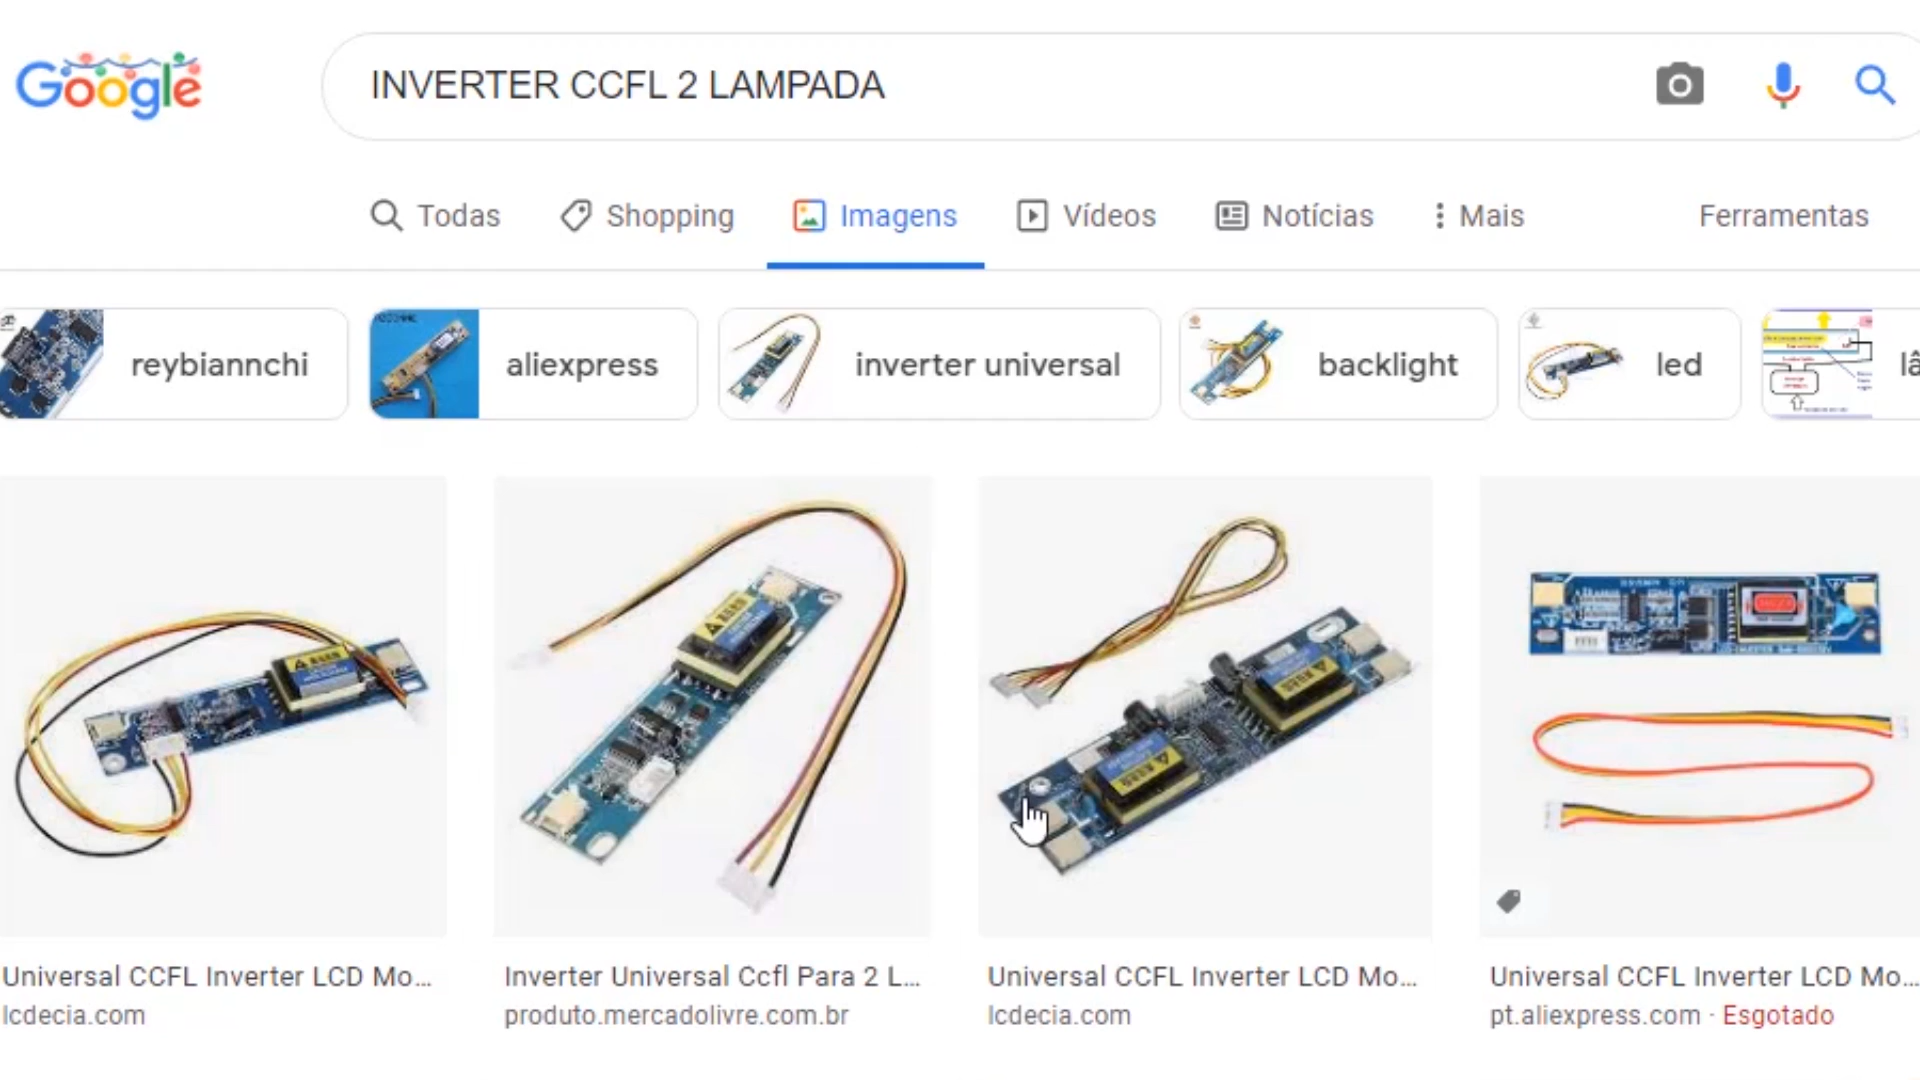 Google
INVERTER CCFL 2 LAMPADA
Todas
Shopping
Imagens
Vídeos
Notícias
Mais
Ferramentas
reybiannchi
aliexpress
inverter universal
backlight
led
lâ
Universal CCFL Inverter LCD Mo...
lcdecia.com
Inverter Universal Ccfl Para 2 L...
produto.mercadolivre.com.br
Universal CCFL Inverter LCD Mo...
lcdecia.com
Universal CCFL Inverter LCD Mo...
pt.aliexpress.com · Esgotado